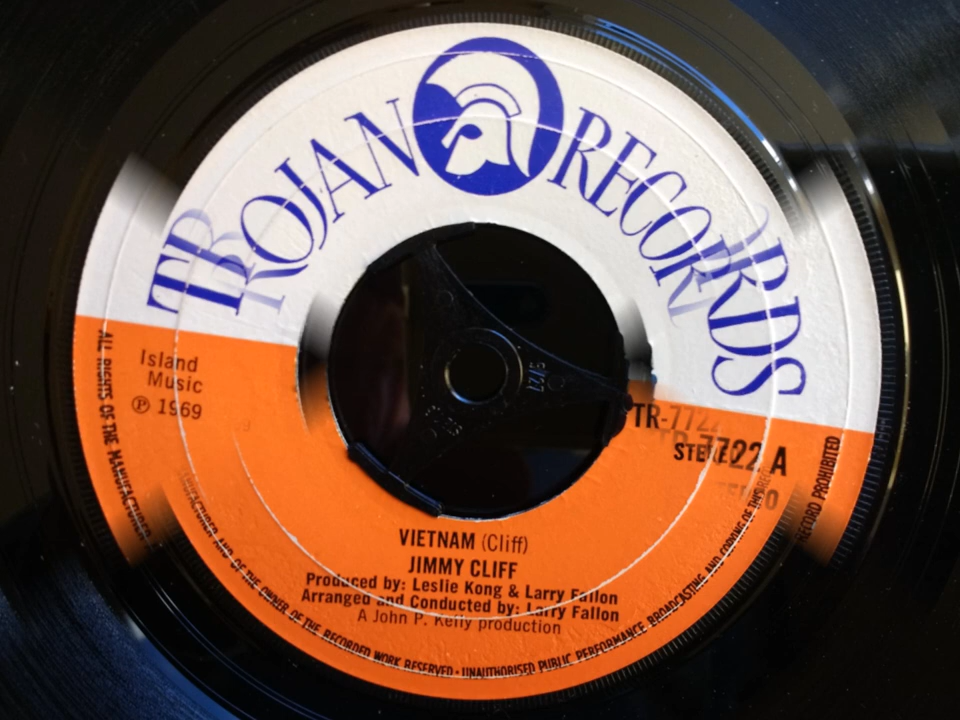 TROJAN RECORDS
Island
Music
℗ 1969
TR-7722 A
STEREO
VIETNAM (Cliff)
JIMMY CLIFF
Produced by: Leslie Kong & Larry Fallon
Arranged and Conducted by: Larry Fallon
A John P. Kelly production
ALL RIGHTS OF THE MANUFACTURER AND OF THE OWNER OF THE RECORDED WORK RESERVED · UNAUTHORISED PUBLIC PERFORMANCE BROADCASTING AND COPYING OF THIS RECORD PROHIBITED